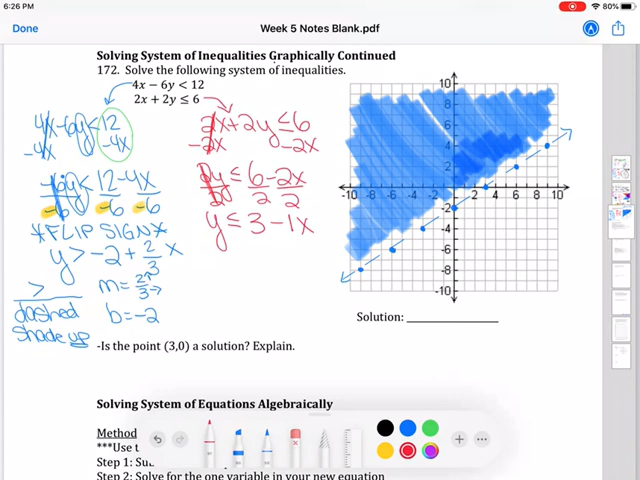 6:26 PM
80%
Done
Week 5 Notes Blank.pdf
Solving System of Inequalities Graphically Continued
172. Solve the following system of inequalities.
4x − 6y < 12
2x + 2y ≤ 6
4x-6y<12
-4x -4x
-6y < 12-4x
-6 -6 -6
*FLIP SIGN*
y > -2 + 2/3 x
m= 2↑/3→
b=-2
>
dashed
shade up
2x+2y ≤ 6
-2x -2x
2y ≤ 6-2x
2 2 2
y ≤ 3-1x
10
8
6
4
2
-10 -8 -6 -4 -2 2 4 6 8 10
-2
-4
-6
-8
-10
Solution:
-Is the point (3,0) a solution? Explain.
Solving System of Equations Algebraically
Method
***Use t
Step 1: Su
Step 2: Solve for the one variable in your new equation